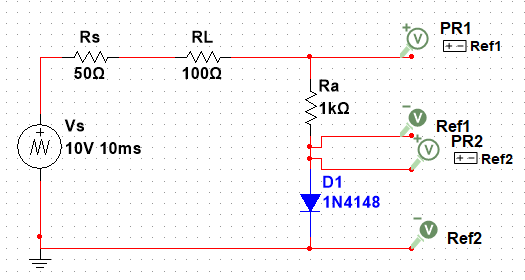 PR1
+ - Ref1
Rs
50Ω
RL
100Ω
V
Ra
1kΩ
Vs
10V 10ms
V
Ref1
PR2
V
+ - Ref2
D1
1N4148
V
Ref2